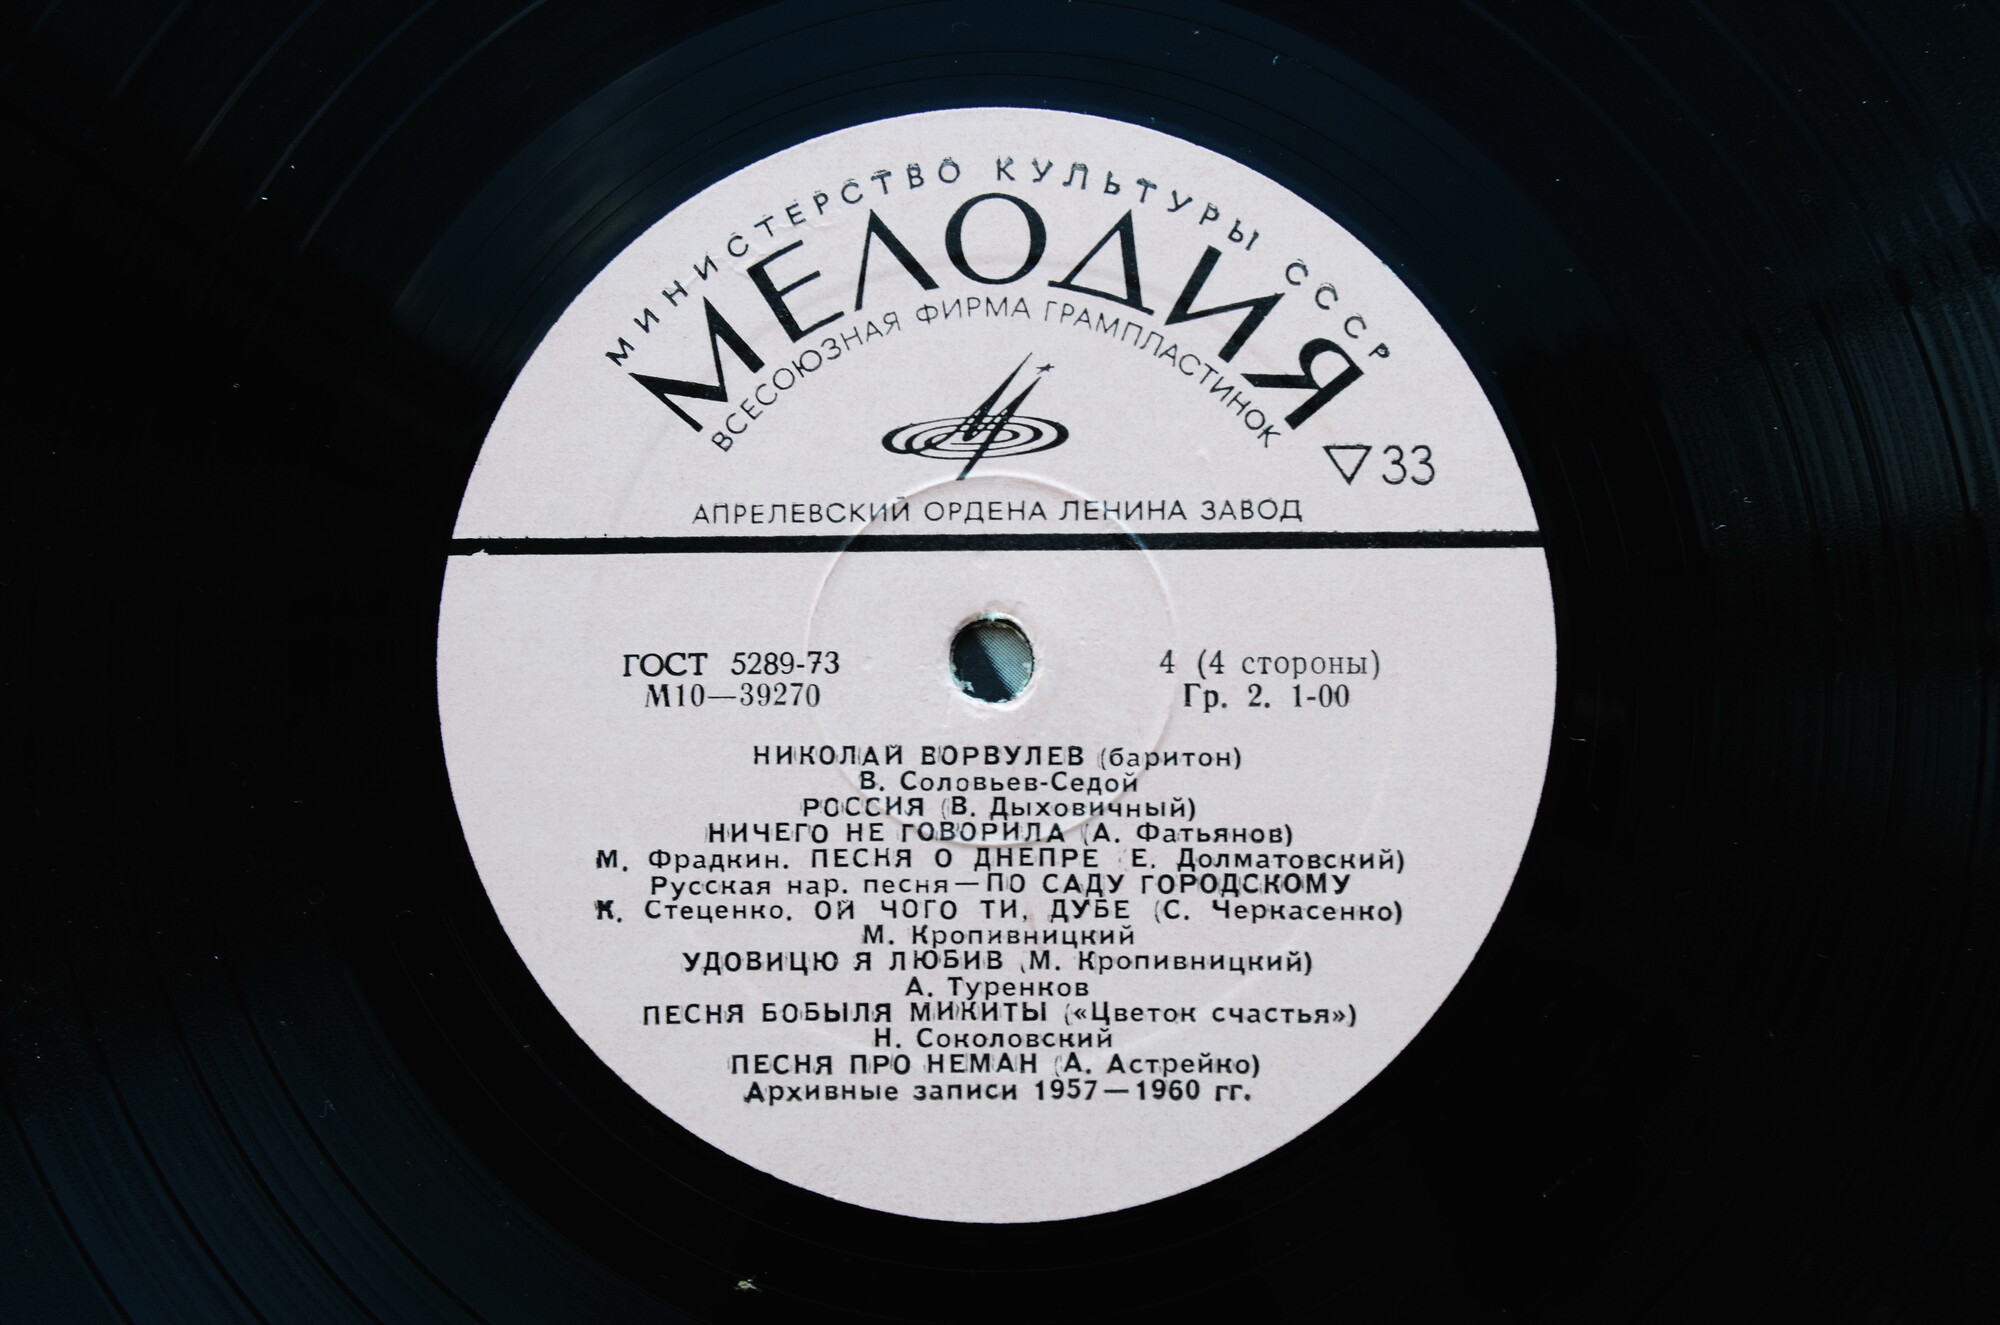 МИНИСТЕРСТВО КУЛЬТУРЫ СССР
МЕЛОДИЯ
ВСЕСОЮЗНАЯ ФИРМА ГРАМПЛАСТИНОК
▽33
АПРЕЛЕВСКИЙ ОРДЕНА ЛЕНИНА ЗАВОД
ГОСТ 5289-73 4 (4 стороны)
М10—39270 Гр. 2. 1-00
НИКОЛАЙ ВОРВУЛЕВ (баритон)
В. Соловьев-Седой
РОССИЯ (В. Дыховичный)
НИЧЕГО НЕ ГОВОРИЛА (А. Фатьянов)
М. Фрадкин. ПЕСНЯ О ДНЕПРЕ (Е. Долматовский)
Русская нар. песня—ПО САДУ ГОРОДСКОМУ
К. Стеценко. ОЙ ЧОГО ТИ, ДУБЕ (С. Черкасенко)
М. Кропивницкий
УДОВИЦЮ Я ЛЮБИВ (М. Кропивницкий)
А. Туренков
ПЕСНЯ БОБЫЛЯ МИКИТЫ («Цветок счастья»)
Н. Соколовский
ПЕСНЯ ПРО НЕМАН (А. Астрейко)
Архивные записи 1957—1960 гг.